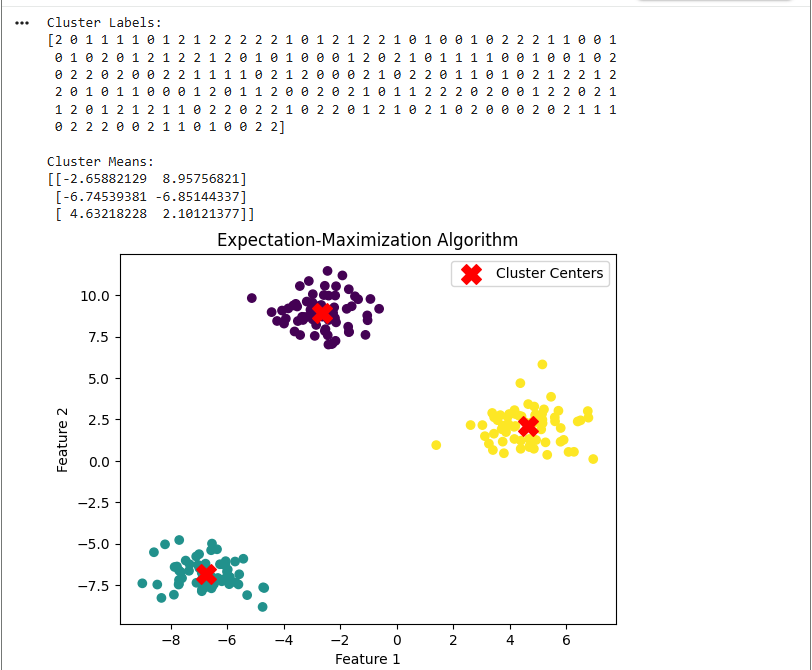 Cluster Labels:
[2 0 1 1 1 1 0 1 2 1 2 2 2 2 2 1 0 1 2 1 2 2 1 0 1 0 0 1 0 2 2 2 1 1 0 0 1
0 1 0 2 0 1 2 1 2 2 1 2 0 1 0 1 0 0 1 2 0 2 1 0 1 1 1 1 0 0 1 0 0 1 0 2
0 2 2 0 2 0 0 2 2 1 1 1 1 0 2 1 2 0 0 0 2 1 0 2 2 0 1 1 0 1 0 2 1 2 2 1 2
2 0 1 0 1 1 0 0 0 1 2 0 1 1 2 0 0 2 0 2 1 0 1 1 2 2 2 0 2 0 0 1 2 2 0 2 1
1 2 0 1 2 1 2 1 1 0 2 2 0 2 2 1 0 2 2 0 1 2 1 0 2 1 0 2 0 0 0 2 0 2 1 1 1
0 2 2 2 0 0 2 1 1 0 1 0 0 2 2]
Cluster Means:
[[-2.65882129 8.95756821]
[-6.74539381 -6.85144337]
[ 4.63218228 2.10121377]]
Expectation-Maximization Algorithm
Cluster Centers
10.0
7.5
5.0
2.5
0.0
−2.5
−5.0
−7.5
Feature 2
−8 −6 −4 −2 0 2 4 6
Feature 1